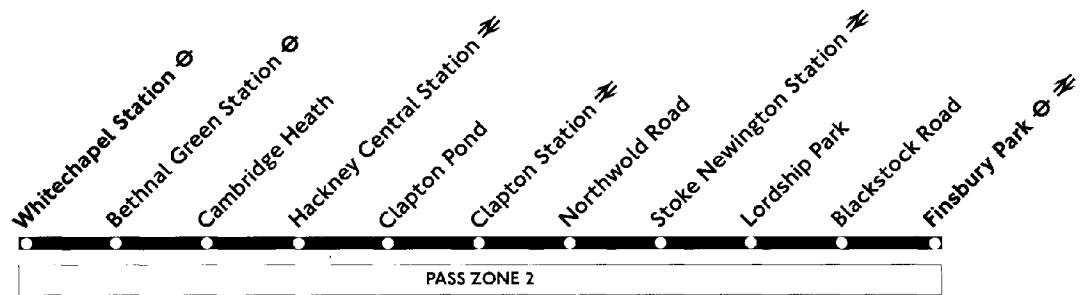 Whitechapel Station
Bethnal Green Station
Cambridge Heath
Hackney Central Station
Clapton Pond
Clapton Station
Northwold Road
Stoke Newington Station
Lordship Park
Blackstock Road
Finsbury Park
PASS ZONE 2